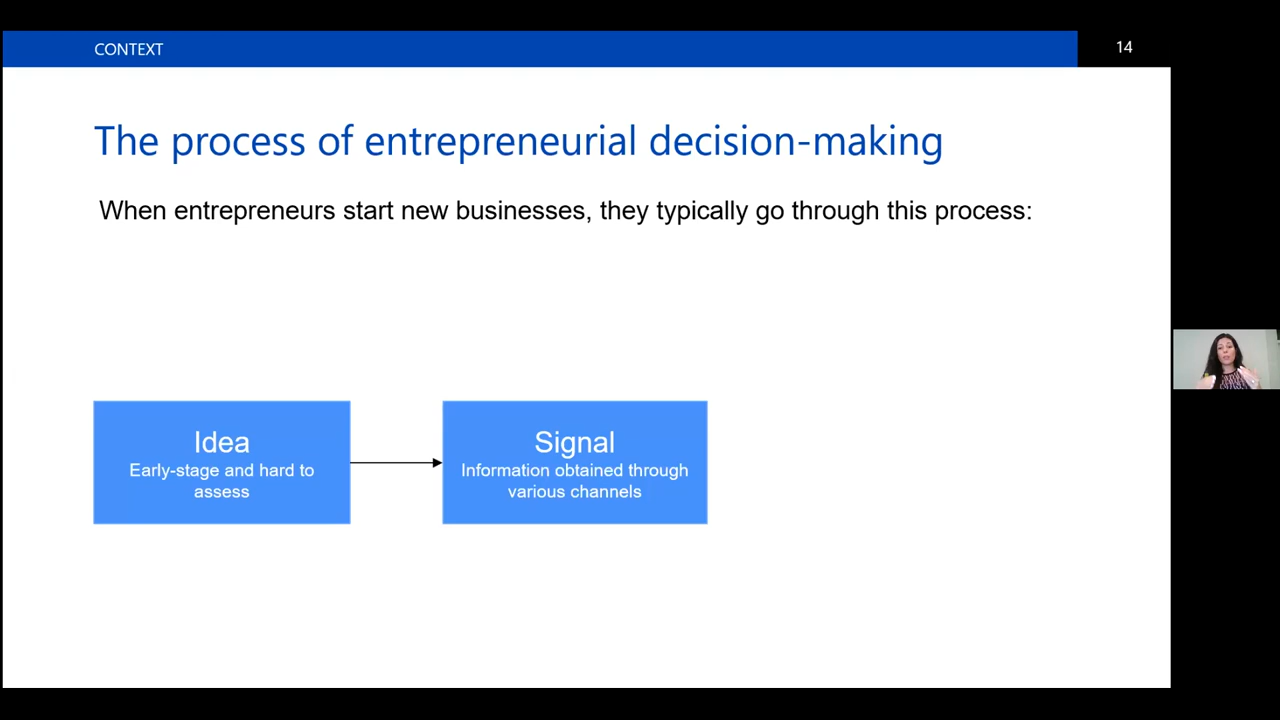 CONTEXT
14
The process of entrepreneurial decision-making
When entrepreneurs start new businesses, they typically go through this process:
Idea
Early-stage and hard to
assess
Signal
Information obtained through
various channels